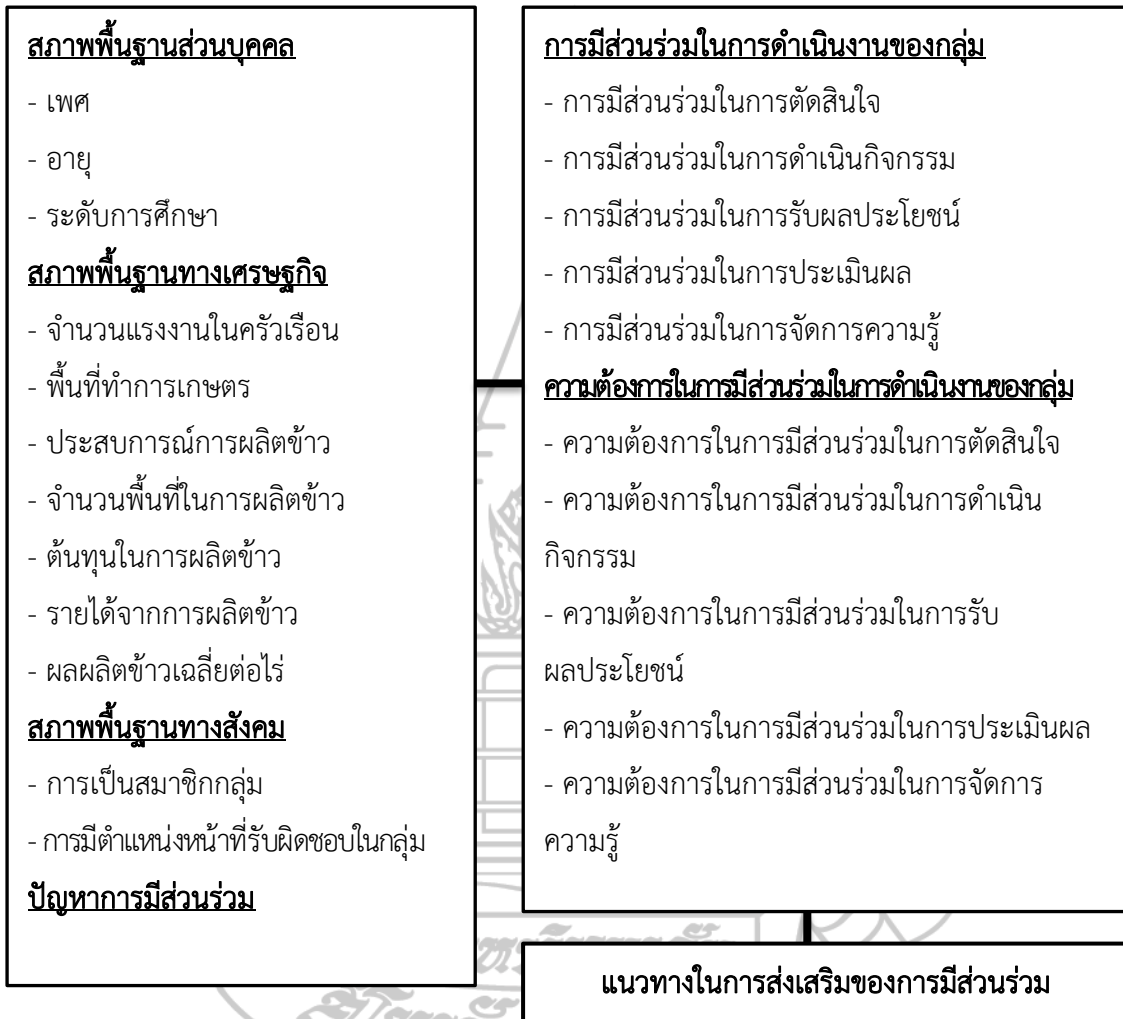 สภาพพื้นฐานส่วนบุคคล
- เพศ
- อายุ
- ระดับการศึกษา
สภาพพื้นฐานทางเศรษฐกิจ
- จำนวนแรงงานในครัวเรือน
- พื้นที่ทำการเกษตร
- ประสบการณ์การผลิตข้าว
- จำนวนพื้นที่ในการผลิตข้าว
- ต้นทุนในการผลิตข้าว
- รายได้จากการผลิตข้าว
- ผลผลิตข้าวเฉลี่ยต่อไร่
สภาพพื้นฐานทางสังคม
- การเป็นสมาชิกกลุ่ม
- การมีตำแหน่งหน้าที่รับผิดชอบในกลุ่ม
ปัญหาการมีส่วนร่วม
การมีส่วนร่วมในการดำเนินงานของกลุ่ม
- การมีส่วนร่วมในการตัดสินใจ
- การมีส่วนร่วมในการดำเนินกิจกรรม
- การมีส่วนร่วมในการรับผลประโยชน์
- การมีส่วนร่วมในการประเมินผล
- การมีส่วนร่วมในการจัดการความรู้
ความต้องการในการมีส่วนร่วมในการดำเนินงานของกลุ่ม
- ความต้องการในการมีส่วนร่วมในการตัดสินใจ
- ความต้องการในการมีส่วนร่วมในการดำเนิน
กิจกรรม
- ความต้องการในการมีส่วนร่วมในการรับ
ผลประโยชน์
- ความต้องการในการมีส่วนร่วมในการประเมินผล
- ความต้องการในการมีส่วนร่วมในการจัดการ
ความรู้
แนวทางในการส่งเสริมของการมีส่วนร่วม